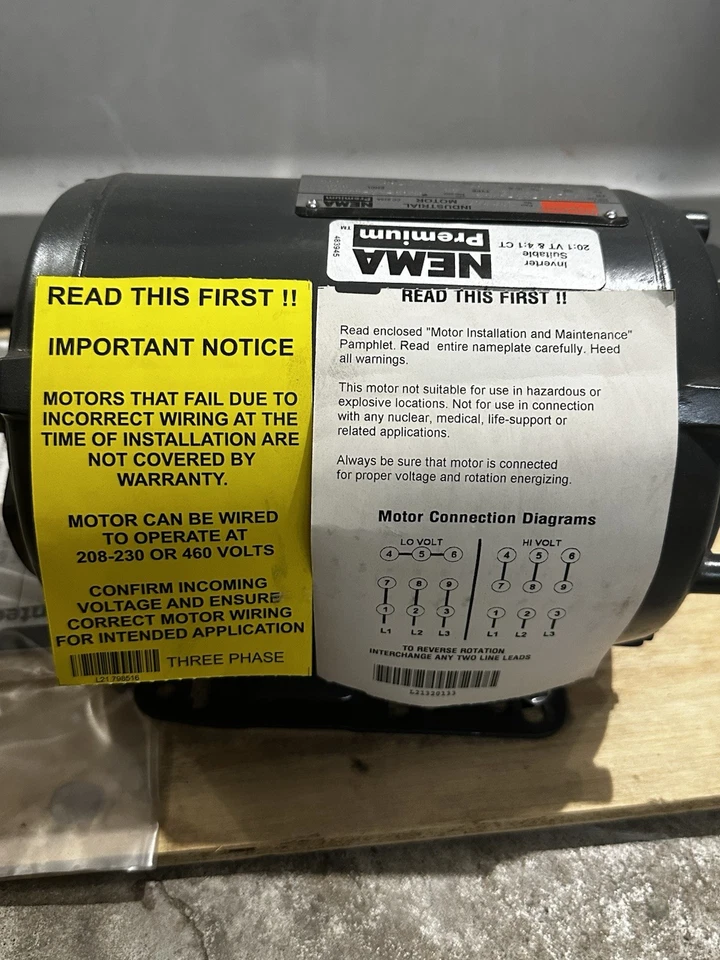 INDUSTRIAL
MOTOR
NEMA
Premium
NEMA
Premium
TM
483945
Inverter
Suitable
20:1 VT & 4:1 CT
READ THIS FIRST !!
IMPORTANT NOTICE
MOTORS THAT FAIL DUE TO
INCORRECT WIRING AT THE
TIME OF INSTALLATION ARE
NOT COVERED BY
WARRANTY.
MOTOR CAN BE WIRED
TO OPERATE AT
208-230 OR 460 VOLTS
CONFIRM INCOMING
VOLTAGE AND ENSURE
CORRECT MOTOR WIRING
FOR INTENDED APPLICATION
THREE PHASE
L21798516
READ THIS FIRST !!
Read enclosed "Motor Installation and Maintenance"
Pamphlet. Read entire nameplate carefully. Heed
all warnings.
This motor not suitable for use in hazardous or
explosive locations. Not for use in connection
with any nuclear, medical, life-support or
related applications.
Always be sure that motor is connected
for proper voltage and rotation energizing.
Motor Connection Diagrams
LO VOLT
4 5 6
7 8 9
1 2 3
L1 L2 L3
HI VOLT
4 5 6
7 8 9
1 2 3
L1 L2 L3
TO REVERSE ROTATION
INTERCHANGE ANY TWO LINE LEADS